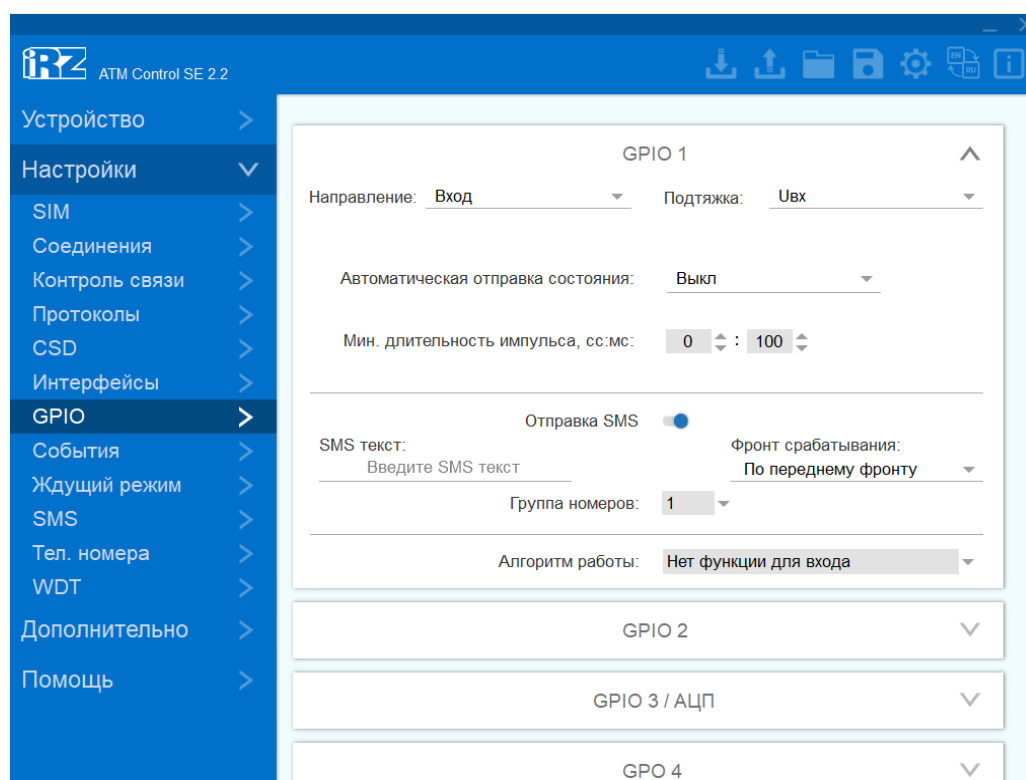 iRZ ATM Control SE 2.2
EN
RU
Устройство
Настройки
SIM
Соединения
Контроль связи
Протоколы
CSD
Интерфейсы
GPIO
События
Ждущий режим
SMS
Тел. номера
WDT
Дополнительно
Помощь
GPIO 1
Направление: Вход Подтяжка: Uвх
Автоматическая отправка состояния: Выкл
Мин. длительность импульса, сс:мс: 0 : 100
Отправка SMS
SMS текст: Фронт срабатывания:
Введите SMS текст По переднему фронту
Группа номеров: 1
Алгоритм работы: Нет функции для входа
GPIO 2
GPIO 3 / АЦП
GPO 4